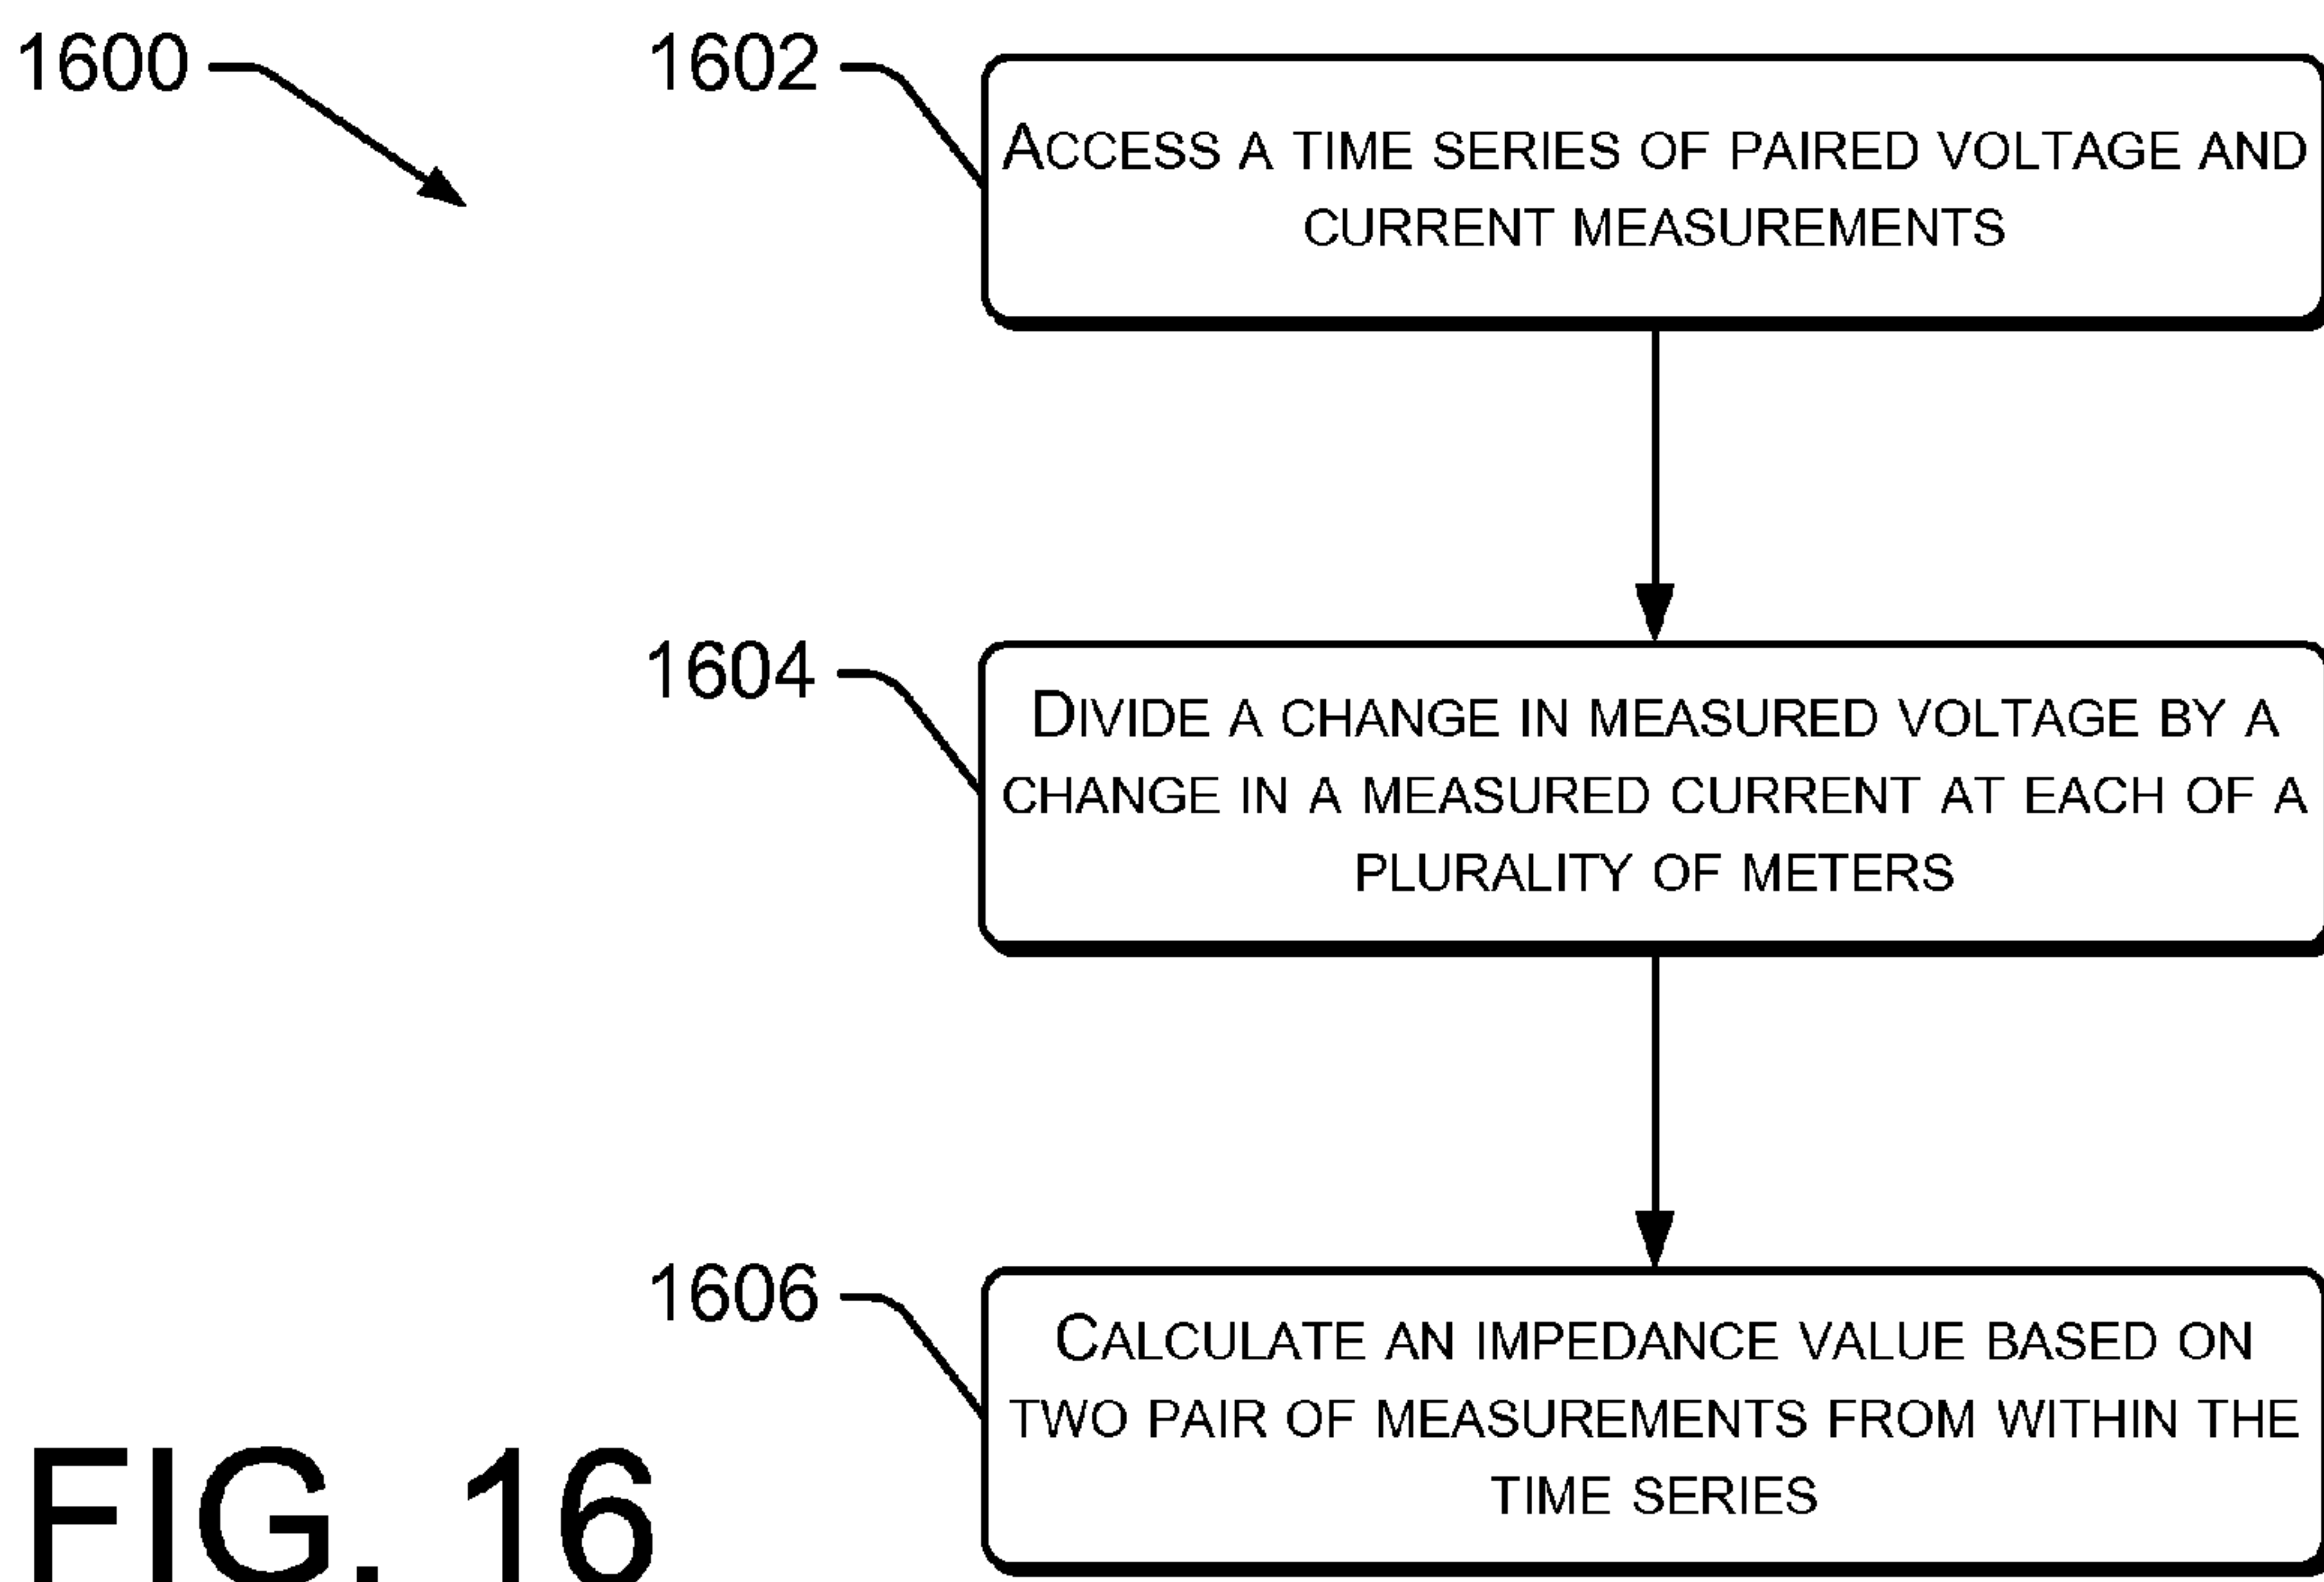 1600
1602
ACCESS A TIME SERIES OF PAIRED VOLTAGE AND
CURRENT MEASUREMENTS
1604
DIVIDE A CHANGE IN MEASURED VOLTAGE BY A
CHANGE IN A MEASURED CURRENT AT EACH OF A
PLURALITY OF METERS
1606
CALCULATE AN IMPEDANCE VALUE BASED ON
TWO PAIR OF MEASUREMENTS FROM WITHIN THE
TIME SERIES
FIG. 16